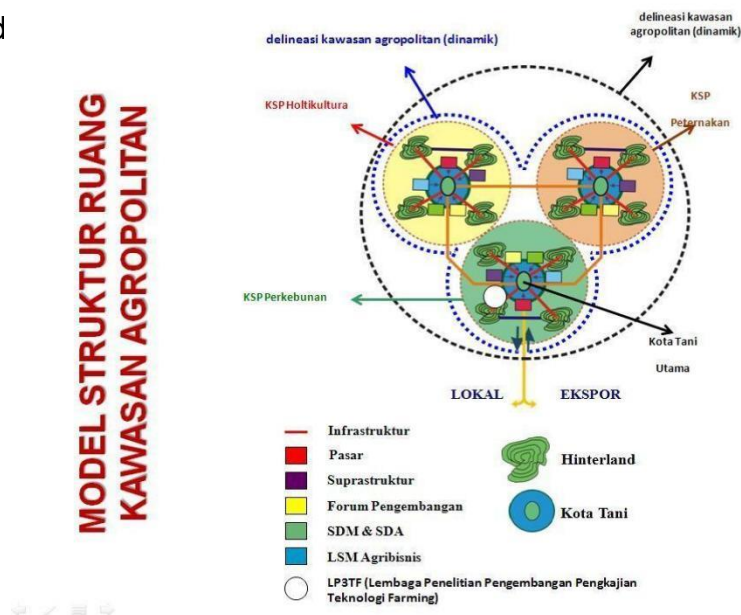 d
MODEL STRUKTUR RUANG
KAWASAN AGROPOLITAN
delineasi kawasan agropolitan (dinamik)
delineasi kawasan
agropolitan (dinamik)
KSP Holtikultura
KSP
Peternakan
KSP Perkebunan
Kota Tani
Utama
LOKAL
EKSPOR
Infrastruktur
Pasar
Suprastruktur
Forum Pengembangan
SDM & SDA
LSM Agribisnis
LP3TF (Lembaga Penelitian Pengembangan Pengkajian
Teknologi Farming)
Hinterland
Kota Tani